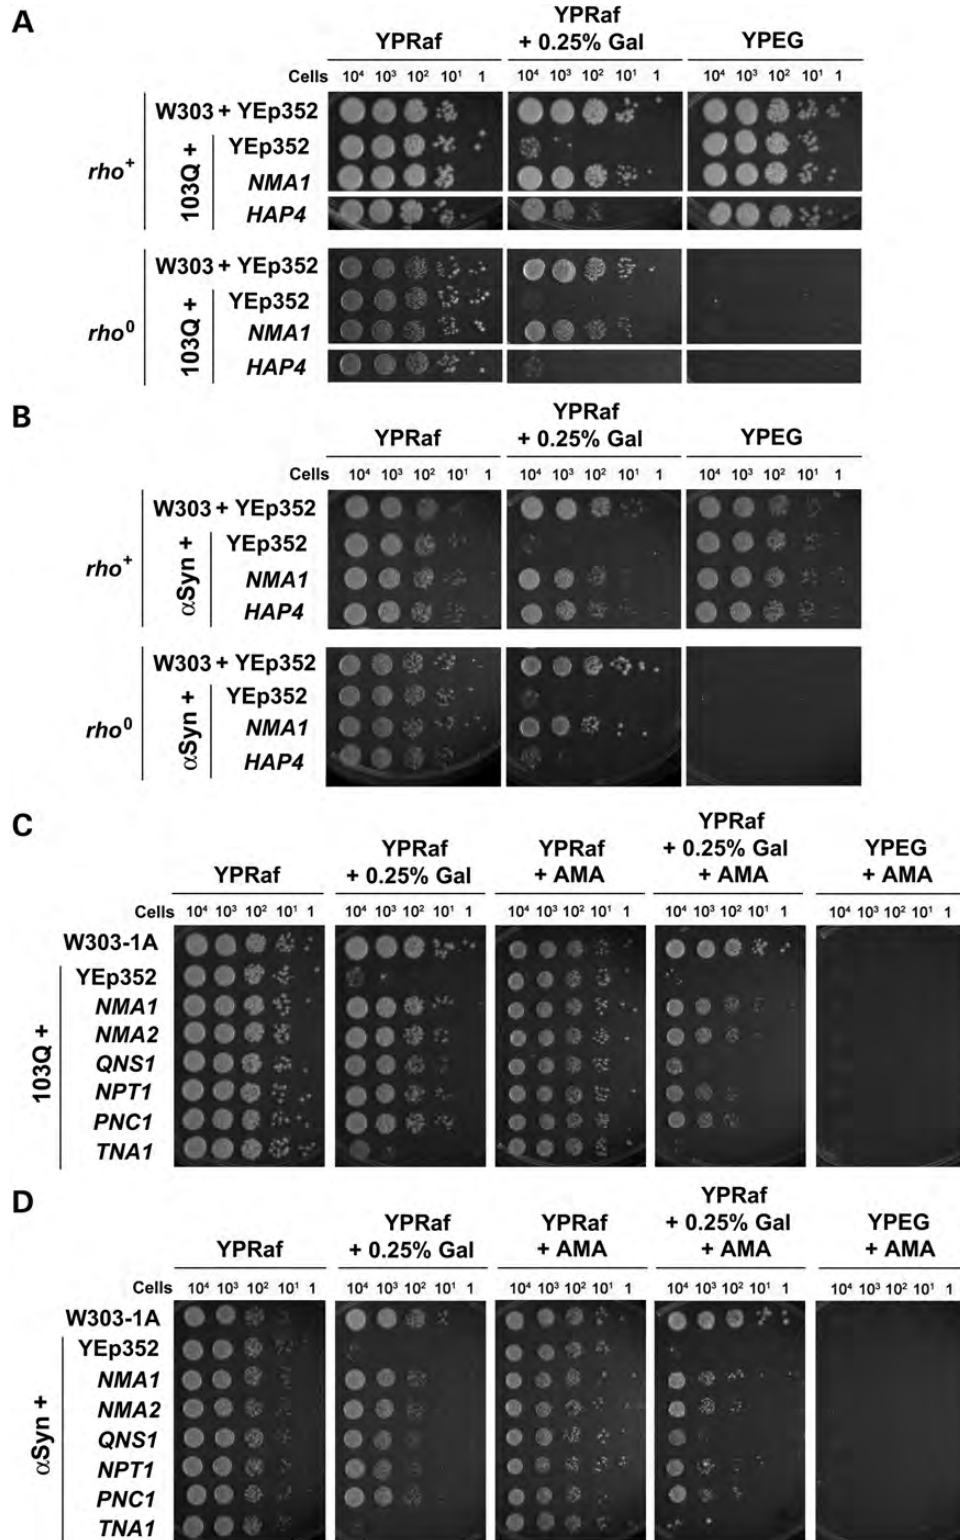 A
YPRaf
YPRaf
+ 0.25% Gal
YPEG
Cells 10⁴ 10³ 10² 10¹ 1 10⁴ 10³ 10² 10¹ 1 10⁴ 10³ 10² 10¹ 1
rho⁺
W303 + YEp352
103Q +
YEp352
NMA1
HAP4
rho⁰
W303 + YEp352
103Q +
YEp352
NMA1
HAP4
B
YPRaf
YPRaf
+ 0.25% Gal
YPEG
Cells 10⁴ 10³ 10² 10¹ 1 10⁴ 10³ 10² 10¹ 1 10⁴ 10³ 10² 10¹ 1
rho⁺
W303 + YEp352
αSyn +
YEp352
NMA1
HAP4
rho⁰
W303 + YEp352
αSyn +
YEp352
NMA1
HAP4
C
YPRaf
YPRaf
+ 0.25% Gal
YPRaf
+ AMA
YPRaf
+ 0.25% Gal
+ AMA
YPEG
+ AMA
Cells 10⁴ 10³ 10² 10¹ 1 10⁴ 10³ 10² 10¹ 1 10⁴ 10³ 10² 10¹ 1 10⁴ 10³ 10² 10¹ 1 10⁴ 10³ 10² 10¹ 1
W303-1A
103Q +
YEp352
NMA1
NMA2
QNS1
NPT1
PNC1
TNA1
D
YPRaf
YPRaf
+ 0.25% Gal
YPRaf
+ AMA
YPRaf
+ 0.25% Gal
+ AMA
YPEG
+ AMA
Cells 10⁴ 10³ 10² 10¹ 1 10⁴ 10³ 10² 10¹ 1 10⁴ 10³ 10² 10¹ 1 10⁴ 10³ 10² 10¹ 1 10⁴ 10³ 10² 10¹ 1
W303-1A
αSyn +
YEp352
NMA1
NMA2
QNS1
NPT1
PNC1
TNA1